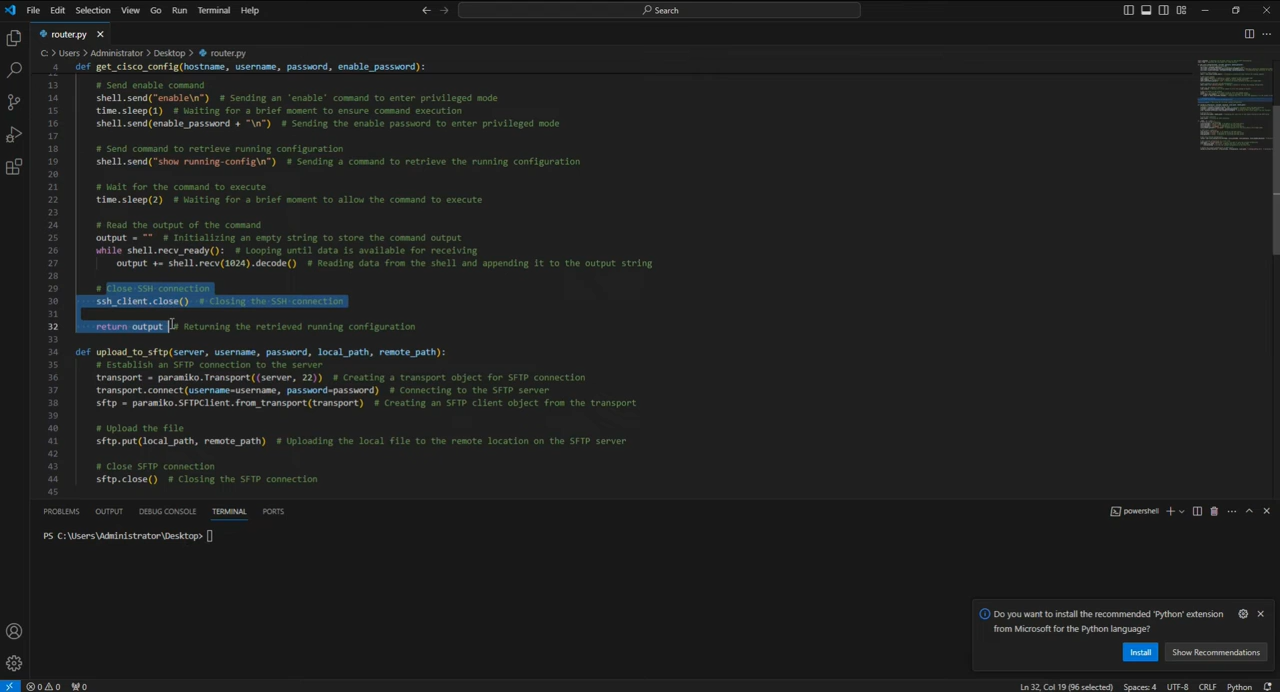 File Edit Selection View Go Run Terminal Help
Search
router.py
C: > Users > Administrator > Desktop > router.py
4 def get_cisco_config(hostname, username, password, enable_password):
13 # Send enable command
14 shell.send("enable\n") # Sending an 'enable' command to enter privileged mode
15 time.sleep(1) # Waiting for a brief moment to ensure command execution
16 shell.send(enable_password + "\n") # Sending the enable password to enter privileged mode
17
18 # Send command to retrieve running configuration
19 shell.send("show running-config\n") # Sending a command to retrieve the running configuration
20
21 # Wait for the command to execute
22 time.sleep(2) # Waiting for a brief moment to allow the command to execute
23
24 # Read the output of the command
25 output = "" # Initializing an empty string to store the command output
26 while shell.recv_ready(): # Looping until data is available for receiving
27 output += shell.recv(1024).decode() # Reading data from the shell and appending it to the output string
28
29 # Close SSH connection
30 ssh_client.close() # Closing the SSH connection
31
32 return output # Returning the retrieved running configuration
33
34 def upload_to_sftp(server, username, password, local_path, remote_path):
35 # Establish an SFTP connection to the server
36 transport = paramiko.Transport((server, 22)) # Creating a transport object for SFTP connection
37 transport.connect(username=username, password=password) # Connecting to the SFTP server
38 sftp = paramiko.SFTPClient.from_transport(transport) # Creating an SFTP client object from the transport
39
40 # Upload the file
41 sftp.put(local_path, remote_path) # Uploading the local file to the remote location on the SFTP server
42
43 # Close SFTP connection
44 sftp.close() # Closing the SFTP connection
45
PROBLEMS OUTPUT DEBUG CONSOLE TERMINAL PORTS
powershell
PS C:\Users\Administrator\Desktop>
Do you want to install the recommended 'Python' extension
from Microsoft for the Python language?
Install Show Recommendations
0 0 0 Ln 32, Col 19 (96 selected) Spaces: 4 UTF-8 CRLF Python